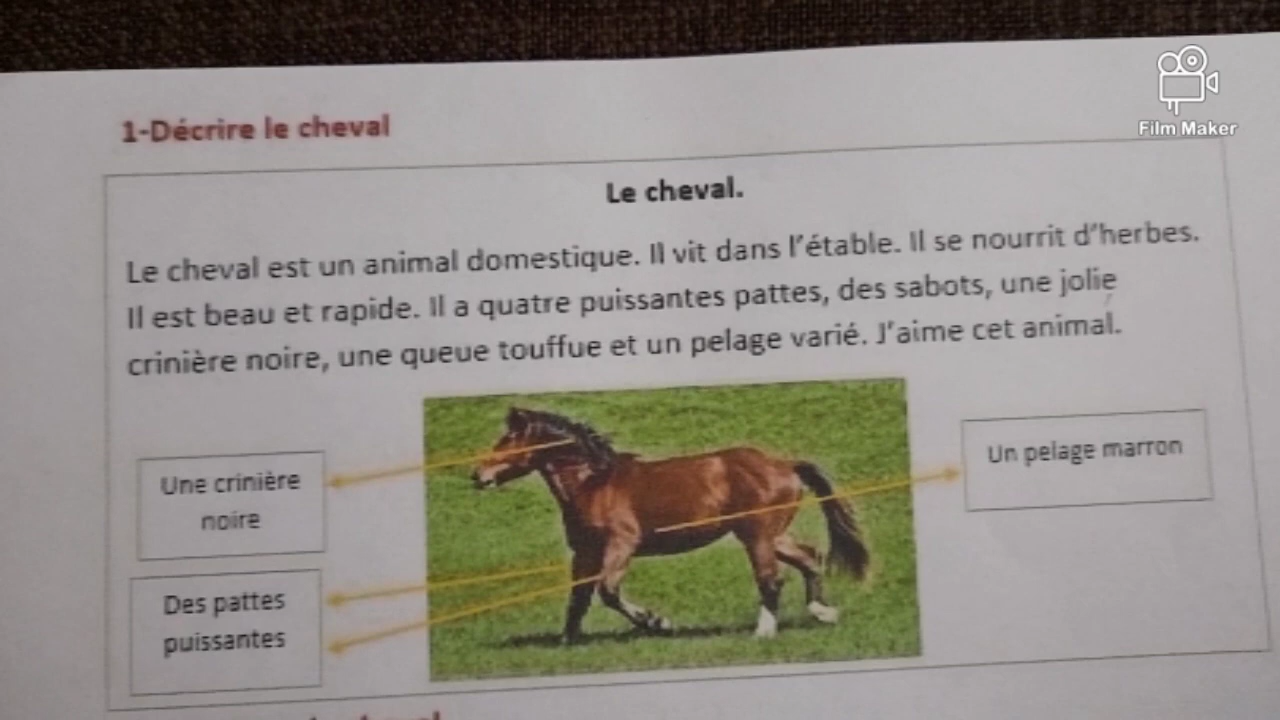 Film Maker
1-Décrire le cheval
Le cheval.
Le cheval est un animal domestique. Il vit dans l'étable. Il se nourrit d'herbes.
Il est beau et rapide. Il a quatre puissantes pattes, des sabots, une jolie
crinière noire, une queue touffue et un pelage varié. J'aime cet animal.
Une crinière
noire
Un pelage marron
Des pattes
puissantes